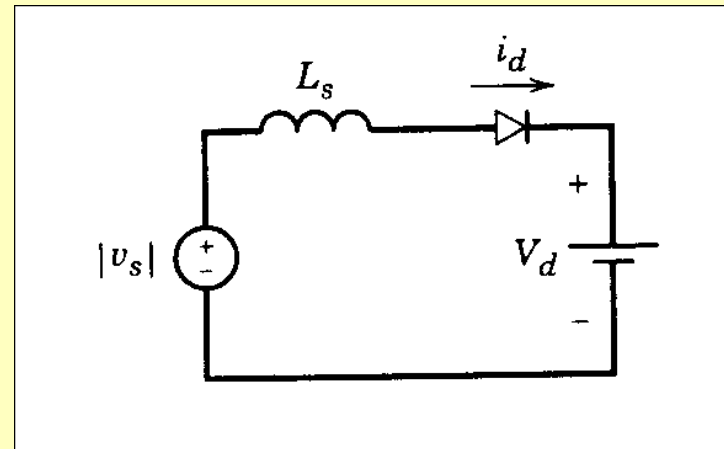 i_d
L_s
+
+
|v_s|
-
V_d
-